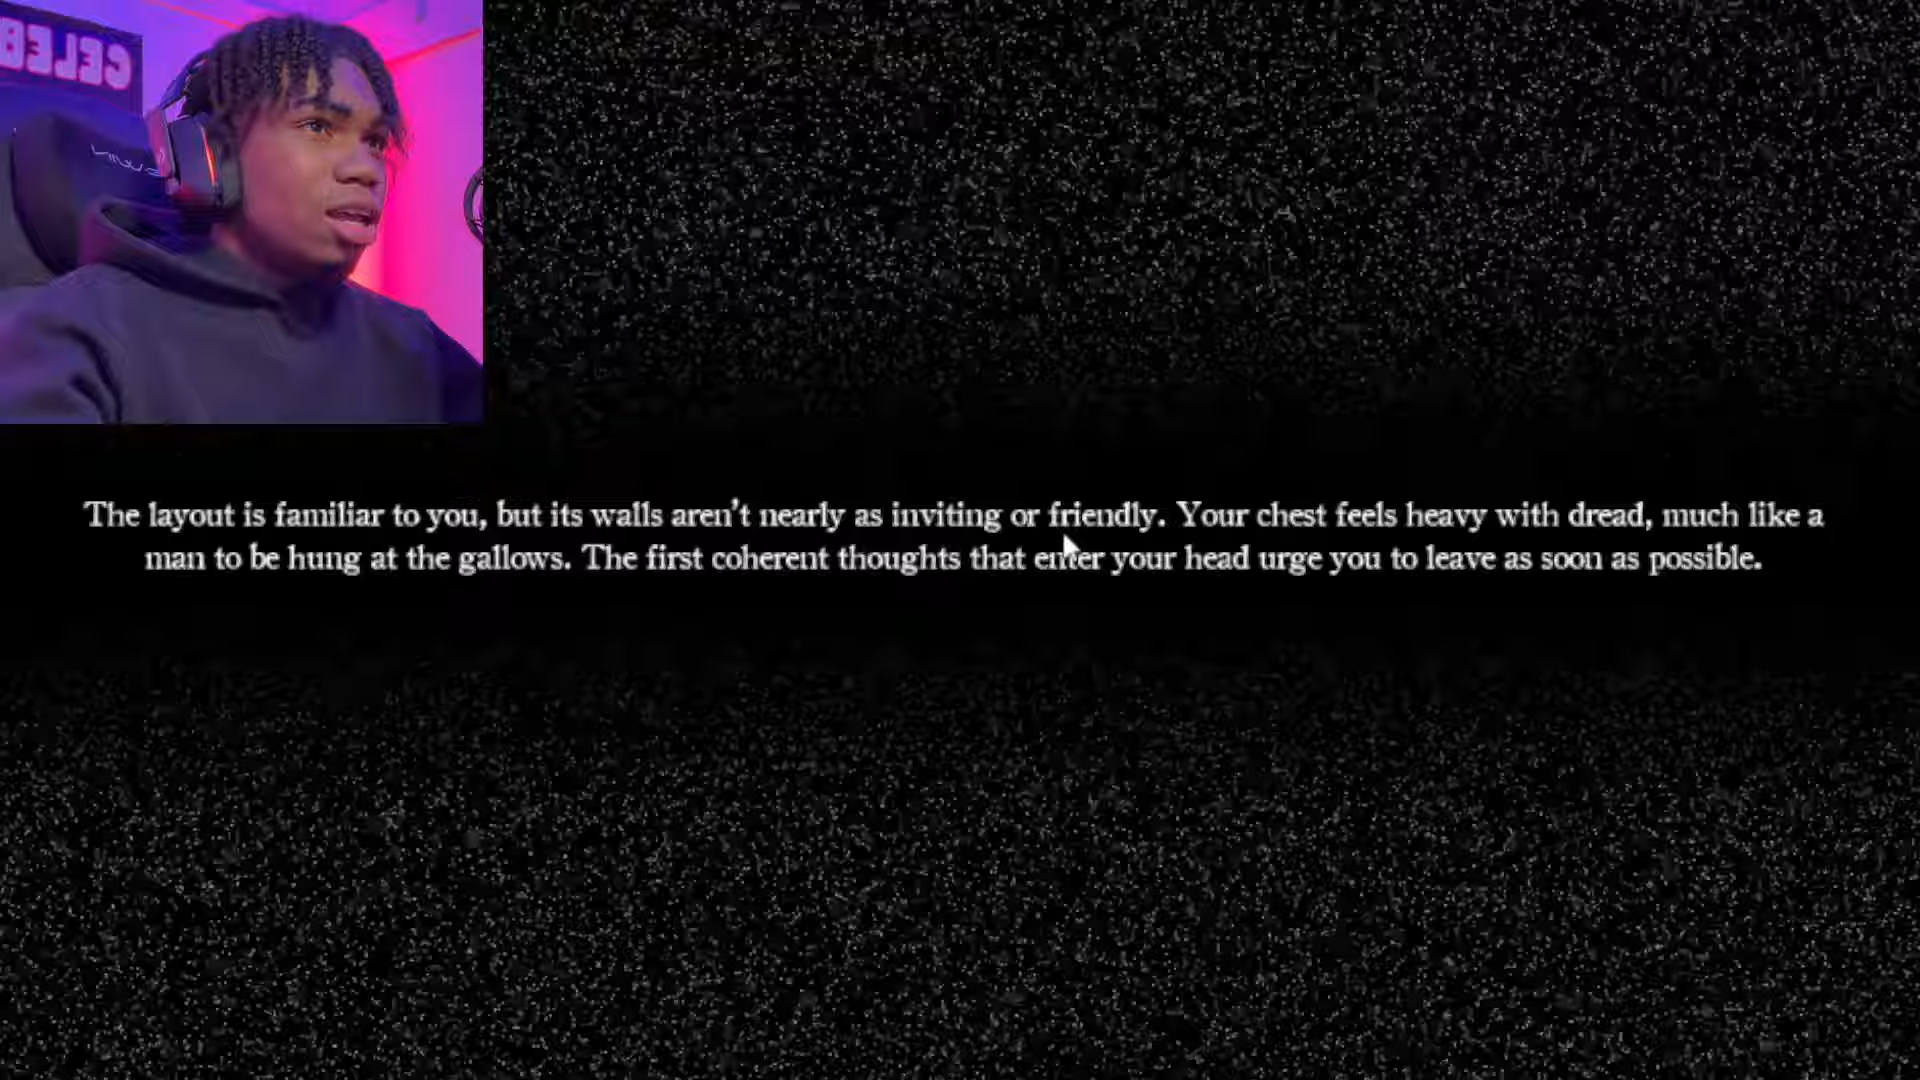 CELEB
The layout is familiar to you, but its walls aren't nearly as inviting or friendly. Your chest feels heavy with dread, much like a
man to be hung at the gallows. The first coherent thoughts that enter your head urge you to leave as soon as possible.